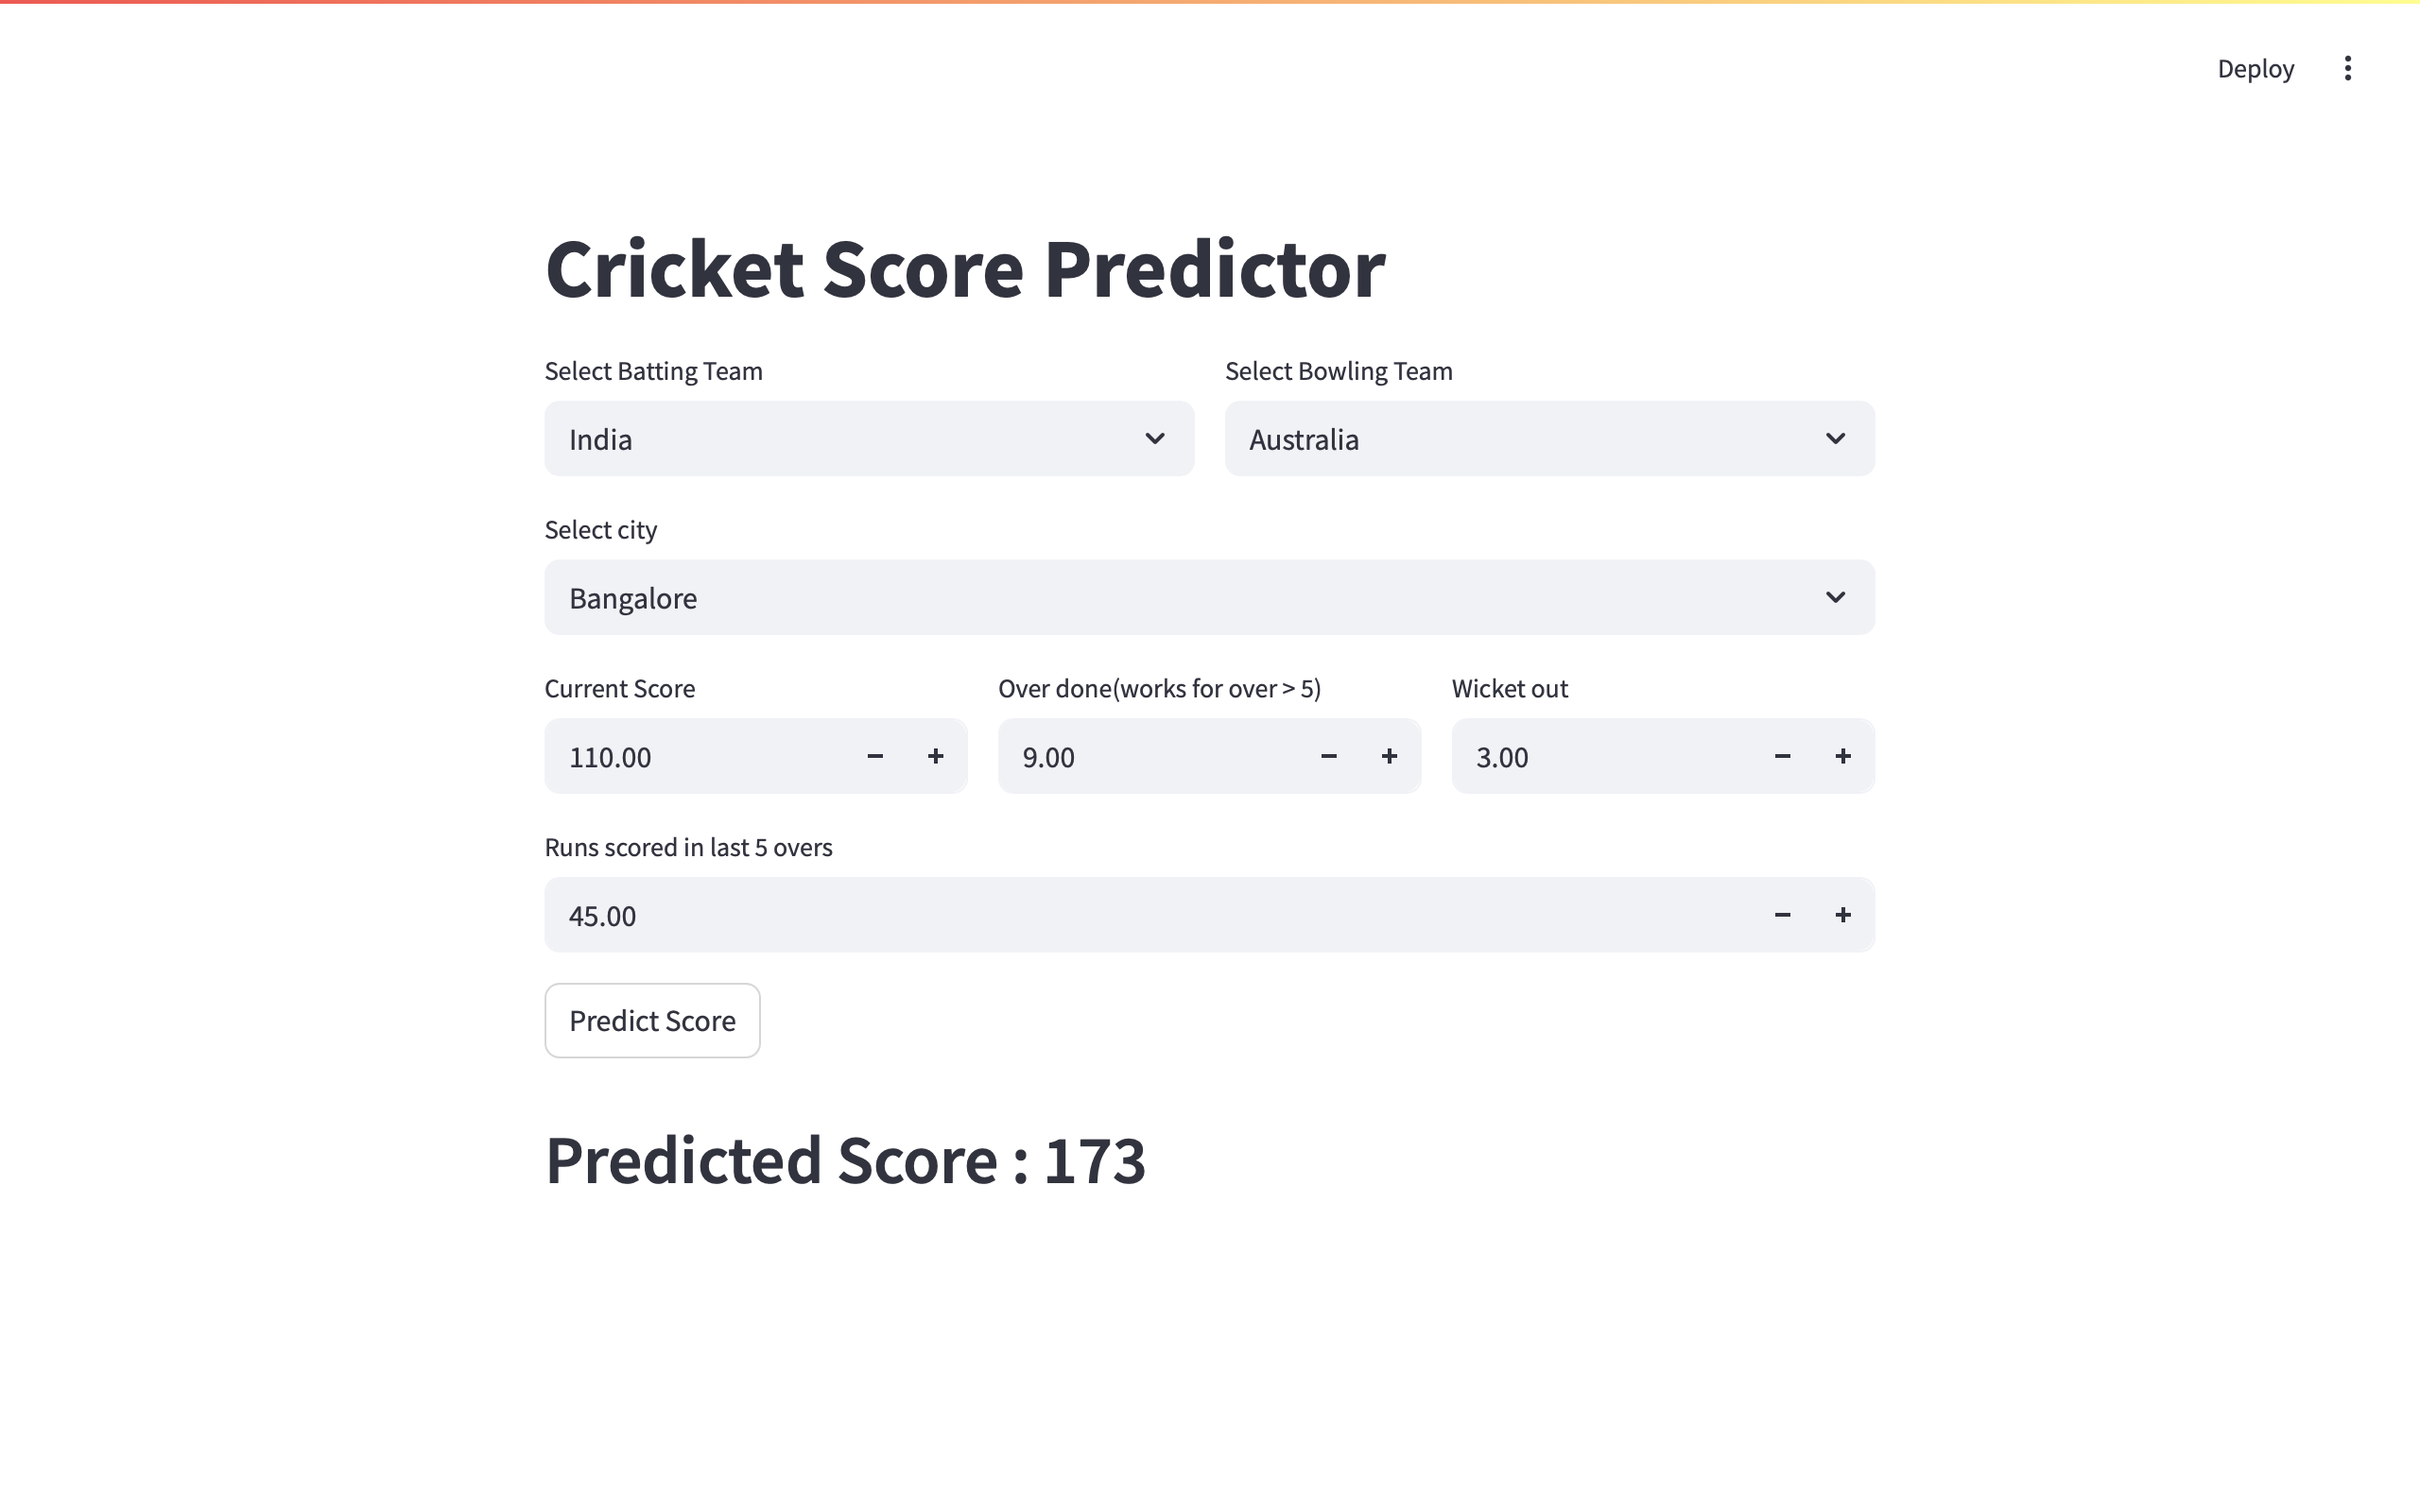 Deploy
Cricket Score Predictor
Select Batting Team
Select Bowling Team
India
Australia
Select city
Bangalore
Current Score
Over done(works for over > 5)
Wicket out
110.00
9.00
3.00
Runs scored in last 5 overs
45.00
Predict Score
Predicted Score : 173